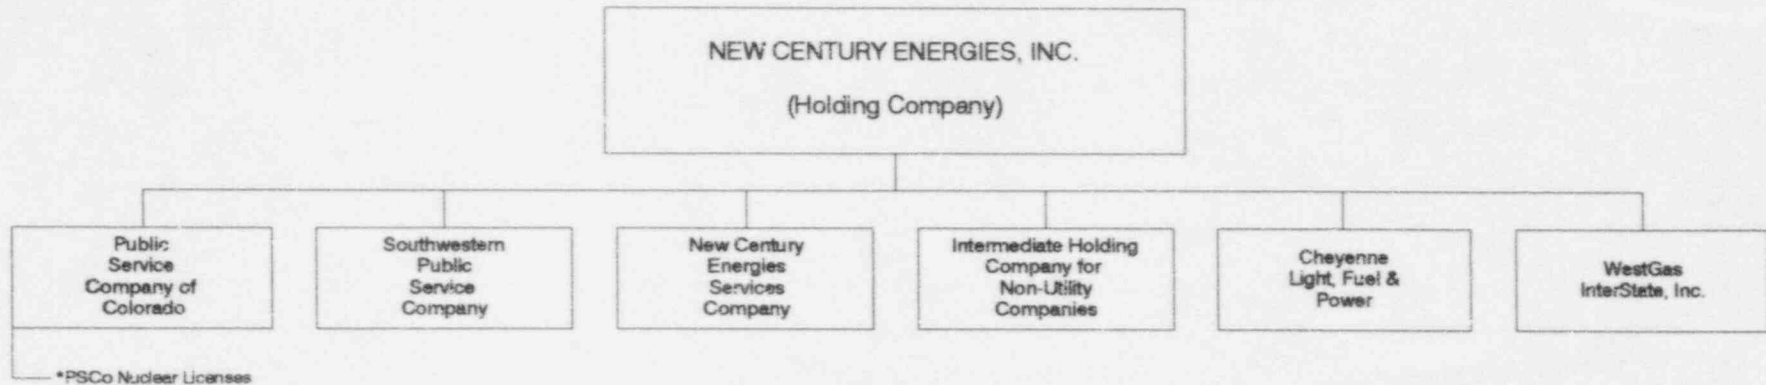 NEW CENTURY ENERGIES, INC.
(Holding Company)
Public
Service
Company of
Colorado
Southwestern
Public
Service
Company
New Century
Energies
Services
Company
Intermediate Holding
Company for
Non-Utility
Companies
Cheyenne
Light, Fuel &
Power
WestGas
InterState, Inc.
*PSCo Nuclear Licenses